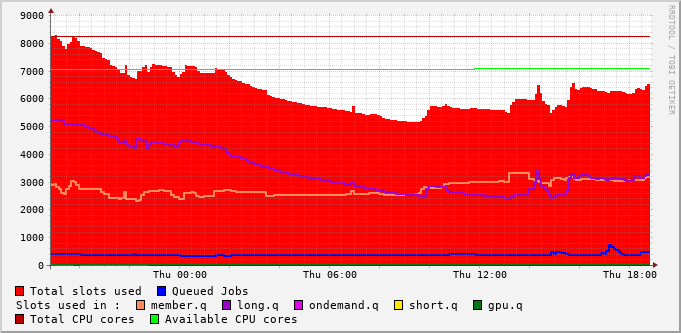 9000
8000
7000
6000
5000
4000
3000
2000
1000
0
Thu 00:00 Thu 06:00 Thu 12:00 Thu 18:00
RRDTOOL / TOBI OETIKER
Total slots used Queued Jobs
Slots used in : member.q long.q ondemand.q short.q gpu.q
Total CPU cores Available CPU cores